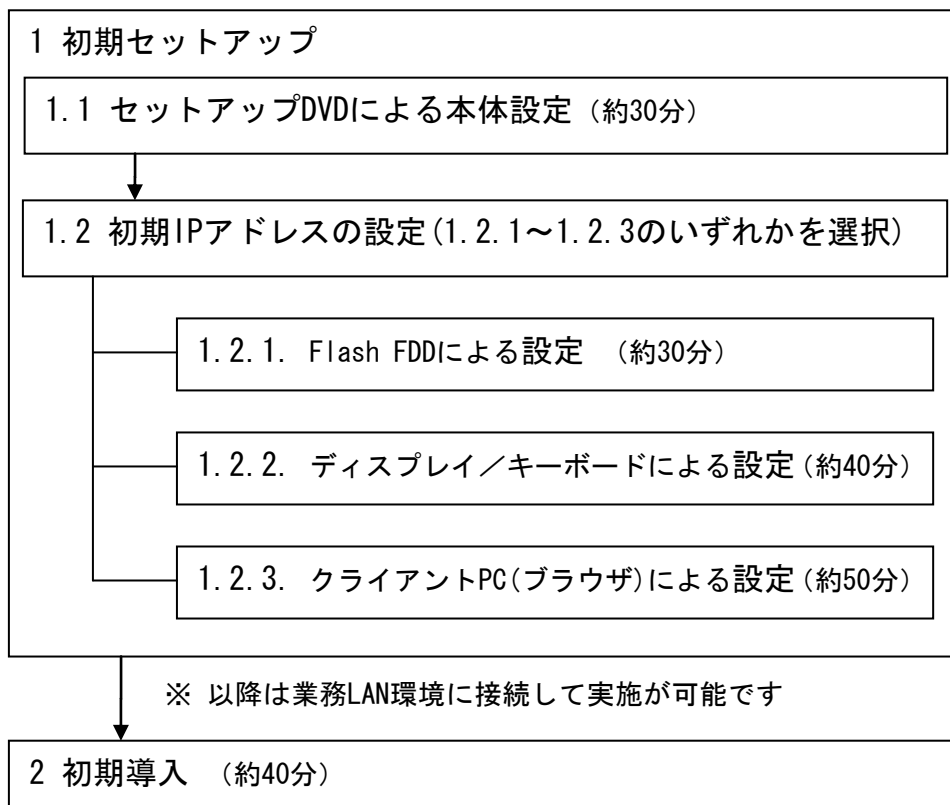 1 初期セットアップ
1.1 セットアップDVDによる本体設定（約30分）
1.2 初期IPアドレスの設定(1.2.1～1.2.3のいずれかを選択)
1.2.1. Flash FDDによる設定 （約30分）
1.2.2. ディスプレイ／キーボードによる設定（約40分）
1.2.3. クライアントPC(ブラウザ)による設定（約50分）
※ 以降は業務LAN環境に接続して実施が可能です
2 初期導入 （約40分）